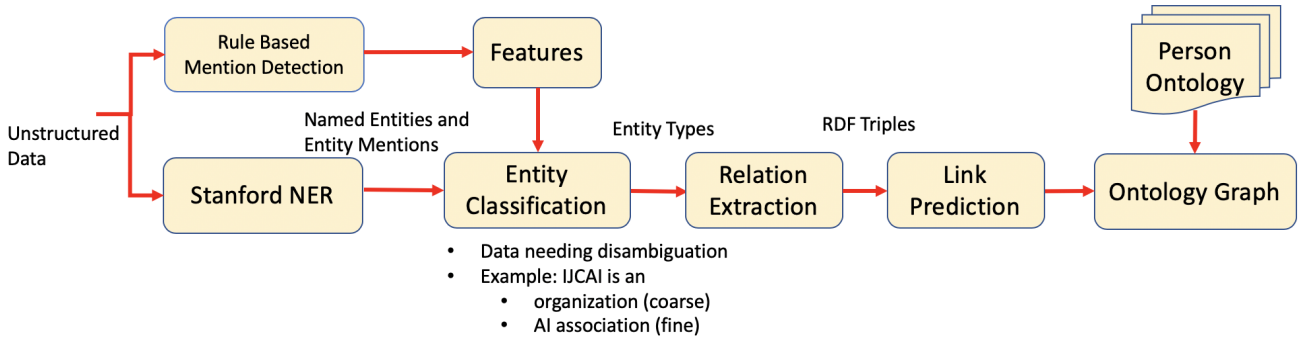 Rule Based
Mention Detection
Features
Person
Ontology
Unstructured
Data
Named Entities and
Entity Mentions
Entity Types
RDF Triples
Stanford NER
Entity
Classification
Relation
Extraction
Link
Prediction
Ontology Graph
• Data needing disambiguation
• Example: IJCAI is an
• organization (coarse)
• AI association (fine)